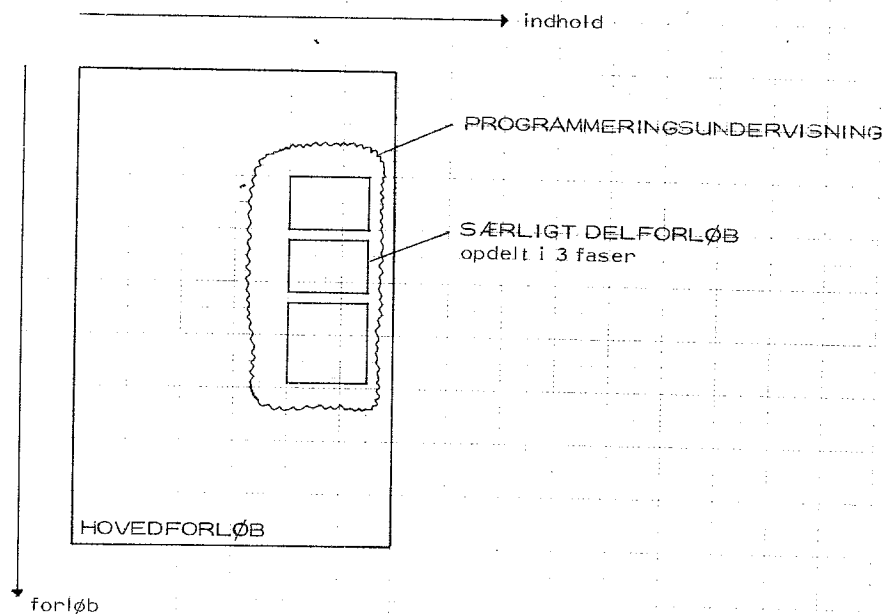 indhold
PROGRAMMERINGSUNDERVISNING
SÆRLIGT DELFORLØB
opdelt i 3 faser
HOVEDFORLØB
forløb